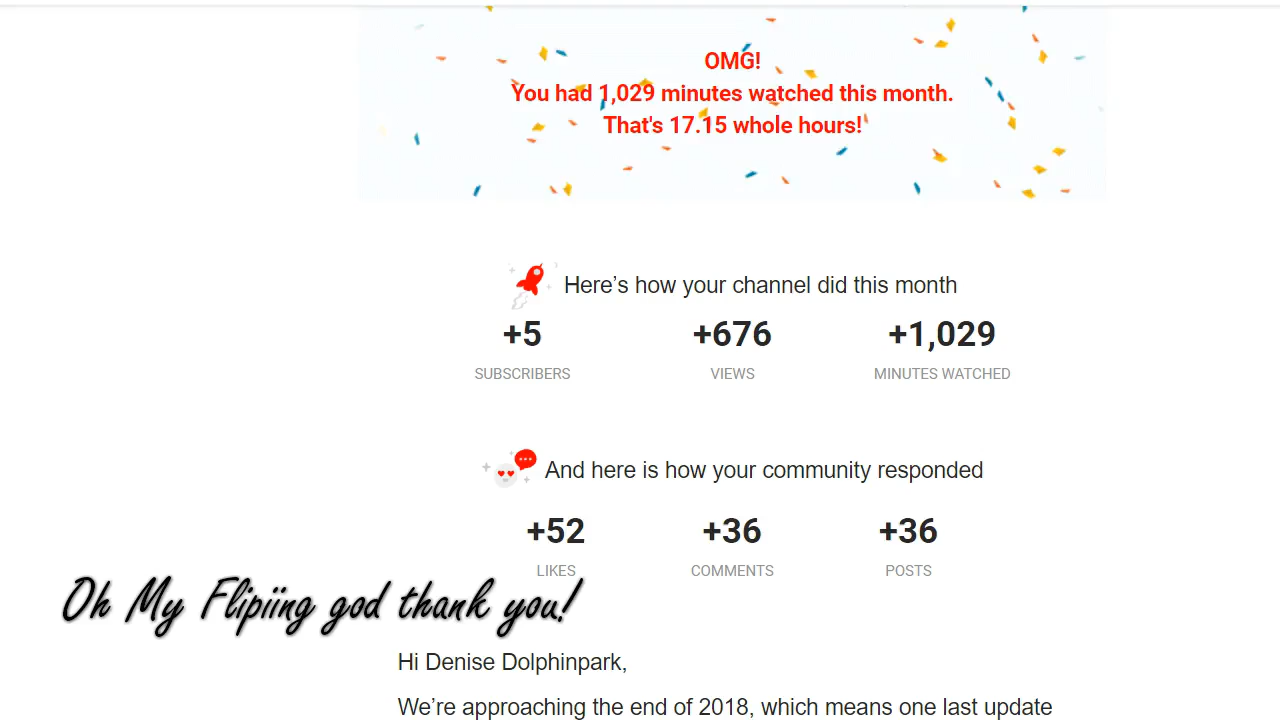 OMG!
You had 1,029 minutes watched this month.
That's 17.15 whole hours!
Here's how your channel did this month
+5 +676 +1,029
SUBSCRIBERS VIEWS MINUTES WATCHED
And here is how your community responded
+52 +36 +36
LIKES COMMENTS POSTS
Oh My Flipiing god thank you!
Hi Denise Dolphinpark,
We're approaching the end of 2018, which means one last update